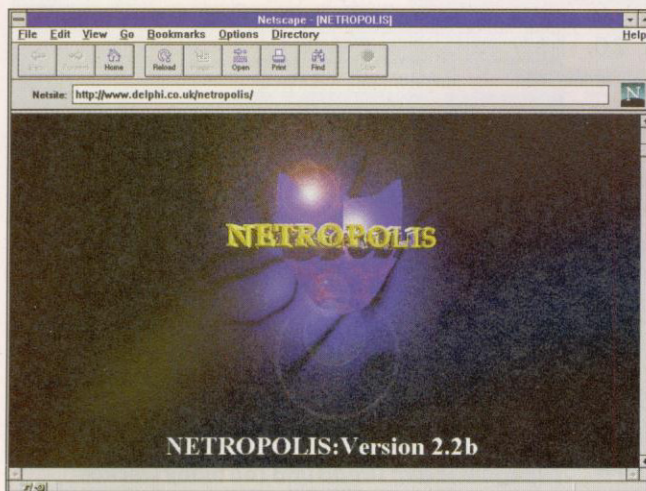 Netscape - [NETROPOLIS]
File Edit View Go Bookmarks Options Directory Help
Home Reload Open Print Find
Netsite: http://www.delphi.co.uk/netropolis/
N
NETROPOLIS
NETROPOLIS:Version 2.2b